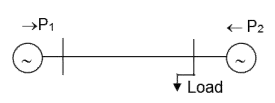 →P₁
← P₂
~
~
Load